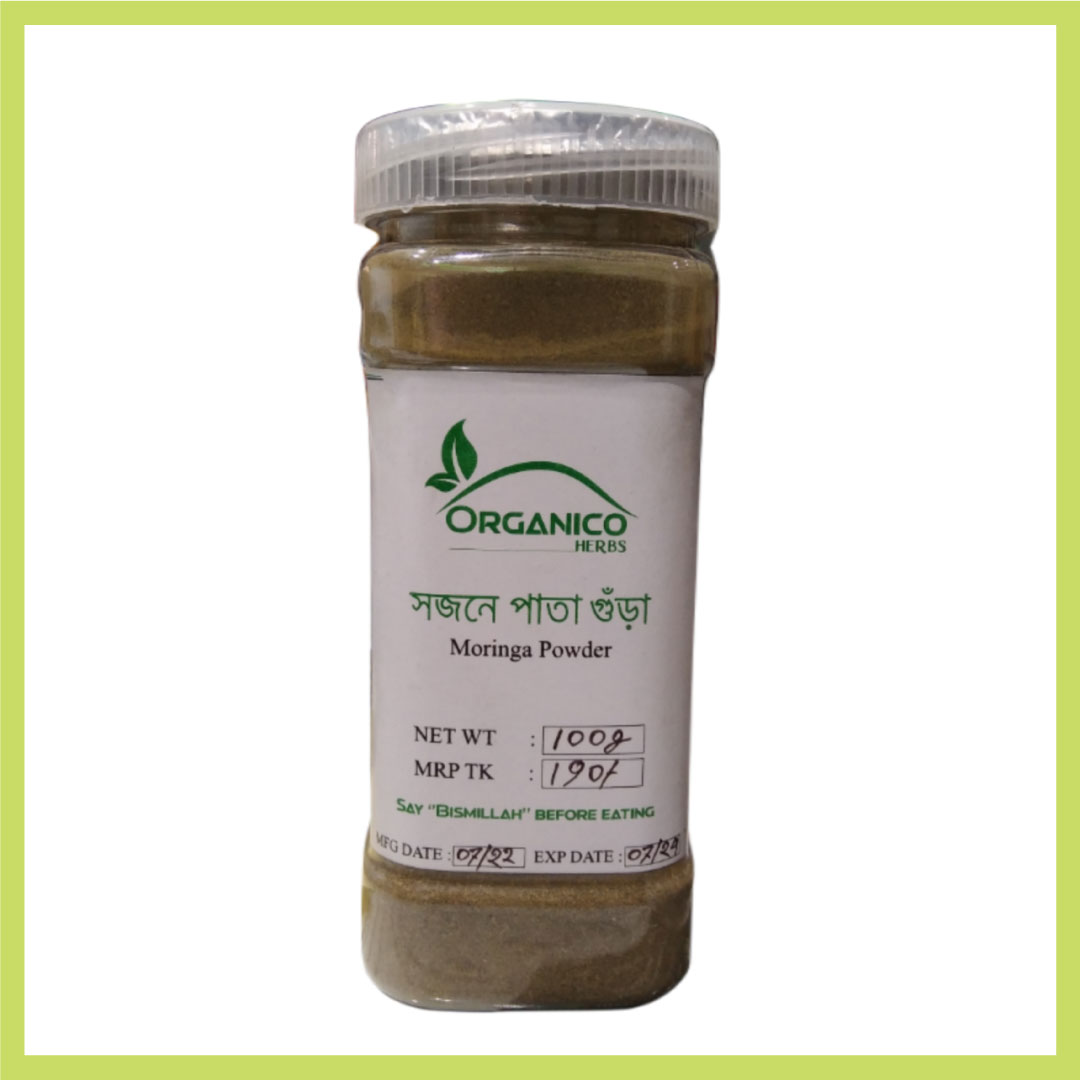 ORGANICO
HERBS
সজনে পাতা গুঁড়া
Moringa Powder
NET WT : 100g
MRP TK : 190/
SAY "BISMILLAH" BEFORE EATING
MFG DATE : 07/22 EXP DATE :